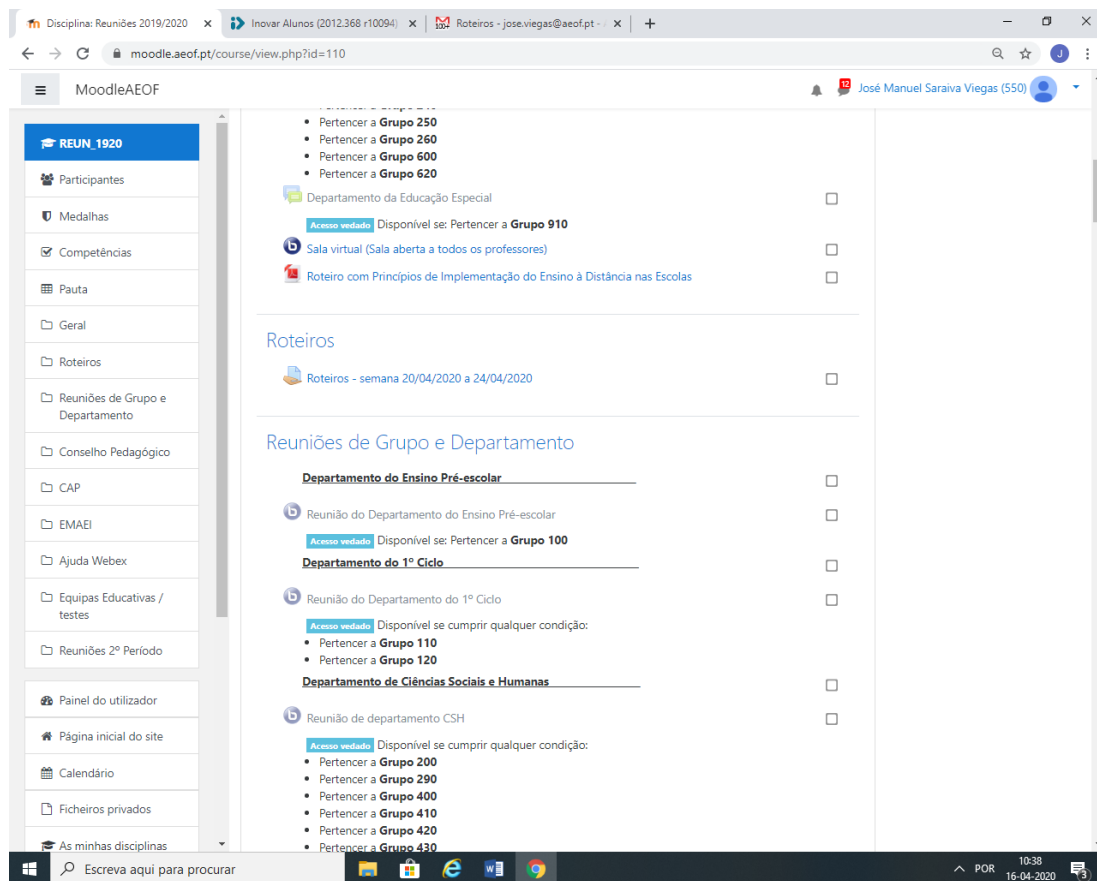 Disciplina: Reuniões 2019/2020
Inovar Alunos (2012.368 r10094)
Roteiros - jose.viegas@aeof.pt -
moodle.aeof.pt/course/view.php?id=110
J
MoodleAEOF
12
José Manuel Saraiva Viegas (550)
REUN_1920
Participantes
Medalhas
Competências
Pauta
Geral
Roteiros
Reuniões de Grupo e
Departamento
Conselho Pedagógico
CAP
EMAEI
Ajuda Webex
Equipas Educativas /
testes
Reuniões 2º Período
Painel do utilizador
Página inicial do site
Calendário
Ficheiros privados
As minhas disciplinas
Pertencer a Grupo 250
Pertencer a Grupo 260
Pertencer a Grupo 600
Pertencer a Grupo 620
Departamento da Educação Especial
Acesso vedado Disponível se: Pertencer a Grupo 910
Sala virtual (Sala aberta a todos os professores)
Roteiro com Princípios de Implementação do Ensino à Distância nas Escolas
Roteiros
Roteiros - semana 20/04/2020 a 24/04/2020
Reuniões de Grupo e Departamento
Departamento do Ensino Pré-escolar
Reunião do Departamento do Ensino Pré-escolar
Acesso vedado Disponível se: Pertencer a Grupo 100
Departamento do 1º Ciclo
Reunião do Departamento do 1º Ciclo
Acesso vedado Disponível se cumprir qualquer condição:
Pertencer a Grupo 110
Pertencer a Grupo 120
Departamento de Ciências Sociais e Humanas
Reunião de departamento CSH
Acesso vedado Disponível se cumprir qualquer condição:
Pertencer a Grupo 200
Pertencer a Grupo 290
Pertencer a Grupo 400
Pertencer a Grupo 410
Pertencer a Grupo 420
Pertencer a Grupo 430
Escreva aqui para procurar
POR
10:38
16-04-2020
3